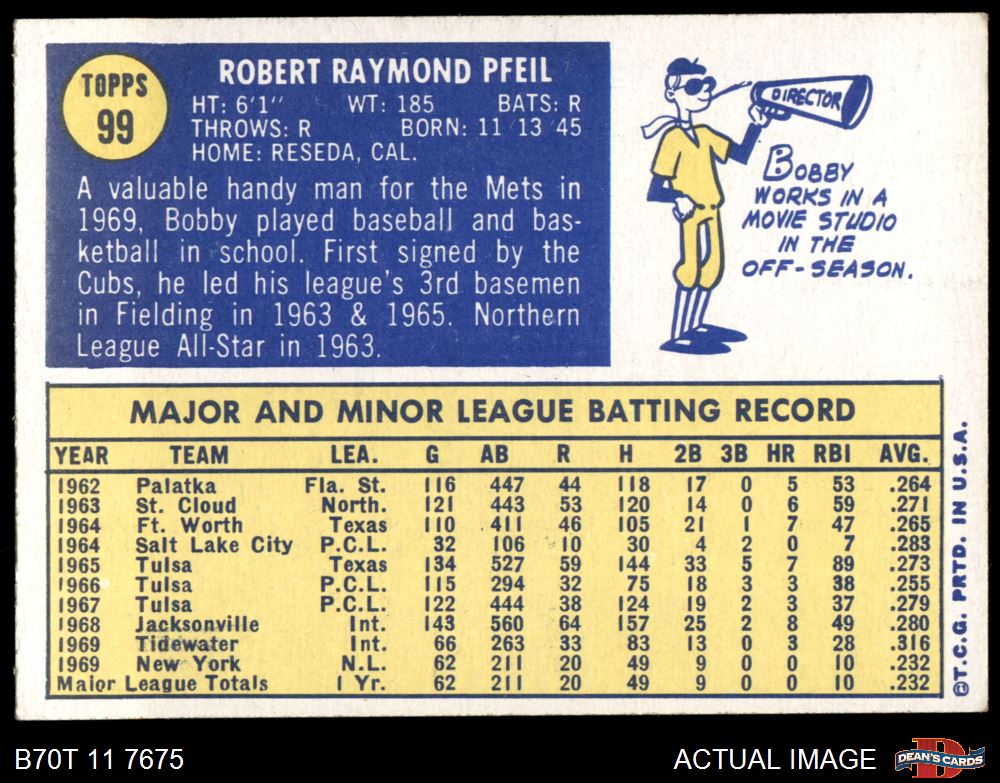 TOPPS
99
ROBERT RAYMOND PFEIL
HT: 6'1" WT: 185 BATS: R
THROWS: R BORN: 11 13 45
HOME: RESEDA, CAL.
A valuable handy man for the Mets in
1969, Bobby played baseball and bas-
ketball in school. First signed by the
Cubs, he led his league's 3rd basemen
in Fielding in 1963 & 1965. Northern
League All-Star in 1963.
DIRECTOR
BOBBY
WORKS IN A
MOVIE STUDIO
IN THE
OFF-SEASON.
MAJOR AND MINOR LEAGUE BATTING RECORD
YEAR TEAM LEA. G AB R H 2B 3B HR RBI AVG.
1962 Palatka Fla. St. 116 447 44 118 17 0 5 53 .264
1963 St. Cloud North. 121 443 53 120 14 0 6 59 .271
1964 Ft. Worth Texas 110 411 46 105 21 1 7 47 .265
1964 Salt Lake City P.C.L. 32 106 10 30 4 2 0 7 .283
1965 Tulsa Texas 134 527 59 144 33 5 7 89 .273
1966 Tulsa P.C.L. 115 294 32 75 18 3 3 38 .255
1967 Tulsa P.C.L. 122 444 38 124 19 2 3 37 .279
1968 Jacksonville Int. 143 560 64 157 25 2 8 49 .280
1969 Tidewater Int. 66 263 33 83 13 0 3 28 .316
1969 New York N.L. 62 211 20 49 9 0 0 10 .232
Major League Totals 1 Yr. 62 211 20 49 9 0 0 10 .232
©T.C.G. PRTD. IN U.S.A.
B70T 11 7675
ACTUAL IMAGE
D
DEAN'S CARDS